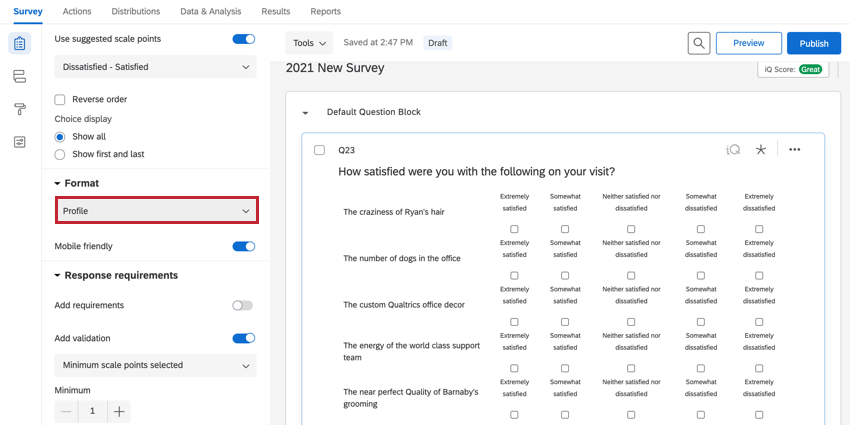 Survey Actions Distributions Data & Analysis Results Reports
Use suggested scale points
Dissatisfied - Satisfied
Reverse order
Choice display
Show all
Show first and last
Format
Profile
Mobile friendly
Response requirements
Add requirements
Add validation
Minimum scale points selected
Minimum
1
Tools Saved at 2:47 PM Draft Preview Publish
2021 New Survey
iQ Score: Great
Default Question Block
Q23
iQ
How satisfied were you with the following on your visit?
The craziness of Ryan's hair
Extremely satisfied Somewhat satisfied Neither satisfied nor dissatisfied Somewhat dissatisfied Extremely dissatisfied
The number of dogs in the office
Extremely satisfied Somewhat satisfied Neither satisfied nor dissatisfied Somewhat dissatisfied Extremely dissatisfied
The custom Qualtrics office decor
Extremely satisfied Somewhat satisfied Neither satisfied nor dissatisfied Somewhat dissatisfied Extremely dissatisfied
The energy of the world class support
team
Extremely satisfied Somewhat satisfied Neither satisfied nor dissatisfied Somewhat dissatisfied Extremely dissatisfied
The near perfect Quality of Barnaby's
grooming
Extremely satisfied Somewhat satisfied Neither satisfied nor dissatisfied Somewhat dissatisfied Extremely dissatisfied